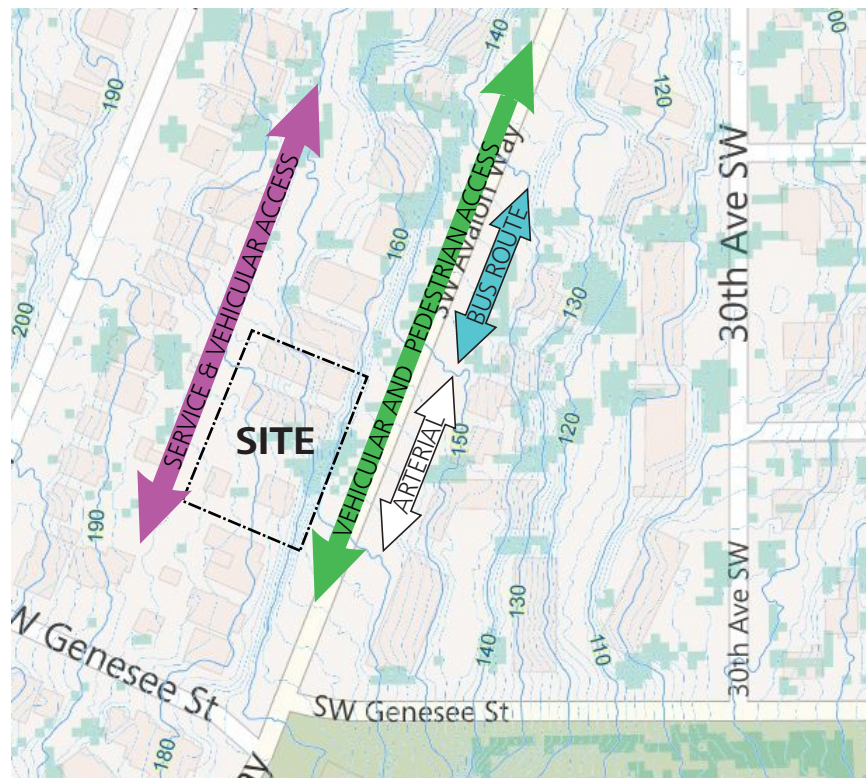 140
190
120
00
SERVICE & VEHICULAR ACCESS
VEHICULAR AND PEDESTRIAN ACCESS
SW Avalon Way
30th Ave SW
160
BUS ROUTE
130
200
SITE
ARTERIAL
150
120
190
30th Ave SW
130
140
110
W Genesee St
SW Genesee St
180